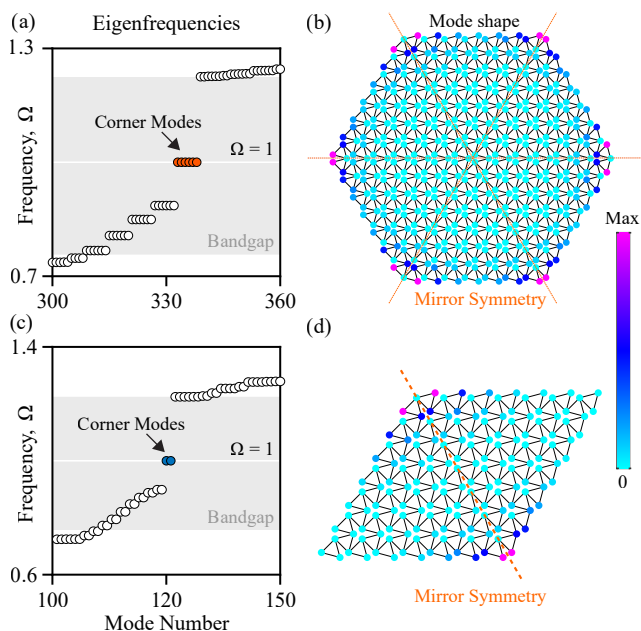 (a)
Eigenfrequencies
1.3
Frequency, Ω
Corner Modes
Ω = 1
Bandgap
0.7
300
330
360
(b)
Mode shape
Mirror Symmetry
Max
0
(c)
1.4
Frequency, Ω
Corner Modes
Ω = 1
Bandgap
0.6
100
120
150
Mode Number
(d)
Mirror Symmetry